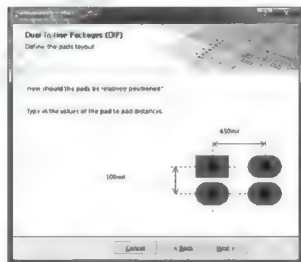 Dual In-line Packages (DIP)
Define the pads layout
How should the pads be relatively positioned?
Type in the values of the pad to pad distances.
650mil
100mil
Cancel < Back Next >